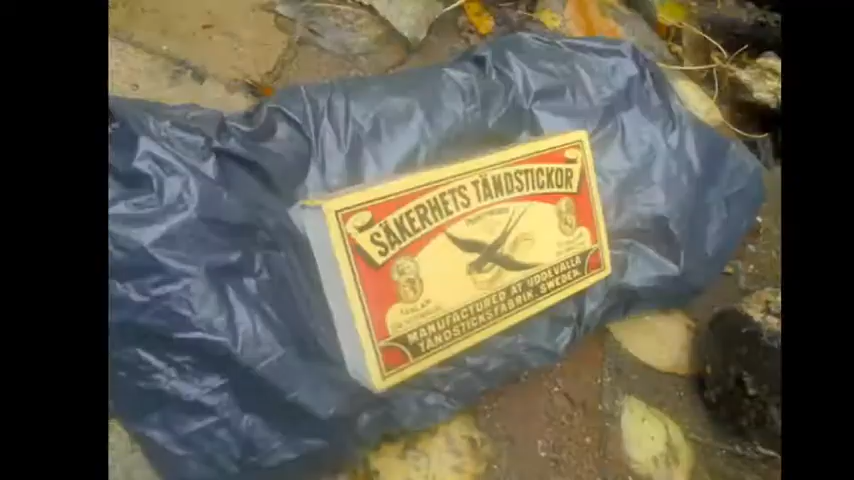 SÄKERHETS TÄNDSTICKOR
MANUFACTURED AT UDDEVALLA
TÄNDSTICKSFABRIK. SWEDEN.